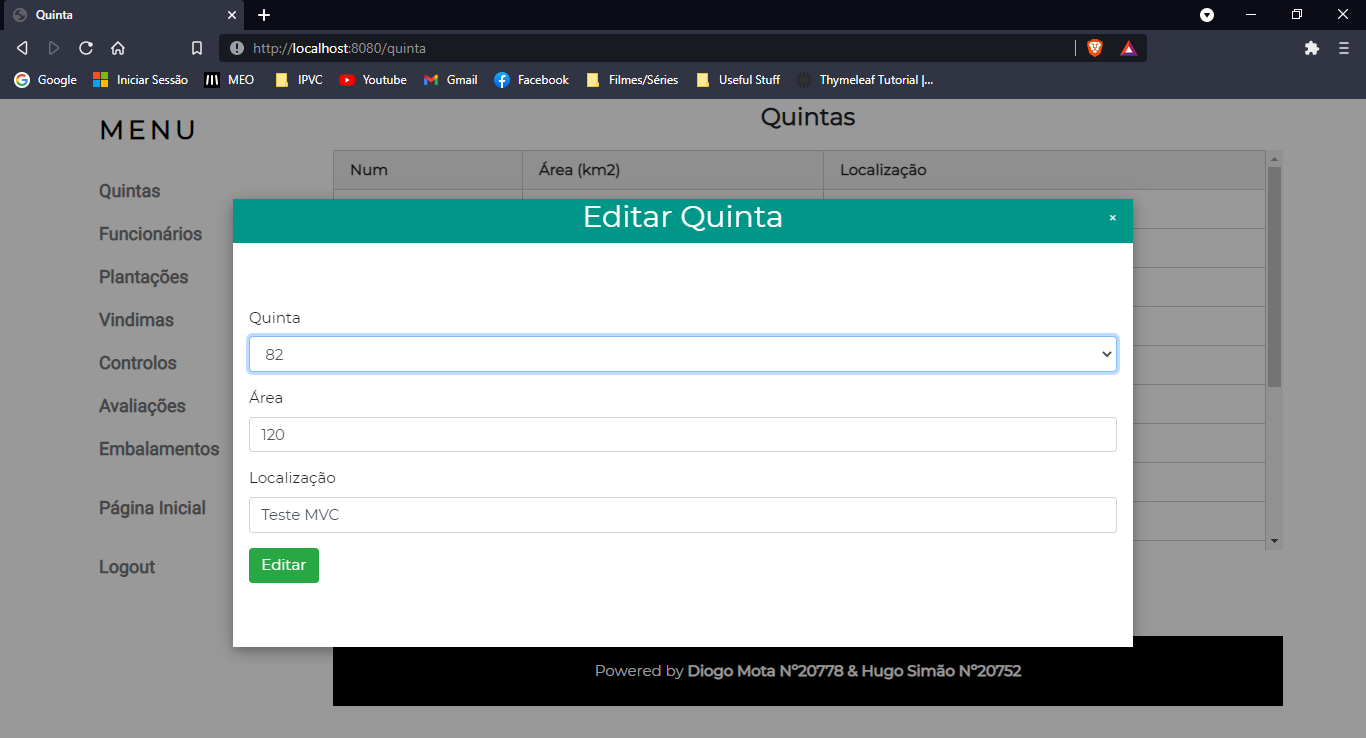 Quinta
http://localhost:8080/quinta
Google Iniciar Sessão MEO IPVC Youtube Gmail Facebook Filmes/Séries Useful Stuff Thymeleaf Tutorial |...
MENU
Quintas
Funcionários
Plantações
Vindimas
Controlos
Avaliações
Embalamentos
Página Inicial
Logout
Quintas
Num Área (km2) Localização
Editar Quinta ×
Quinta
82
Área
120
Localização
Teste MVC
Editar
Powered by Diogo Mota Nº20778 & Hugo Simão Nº20752